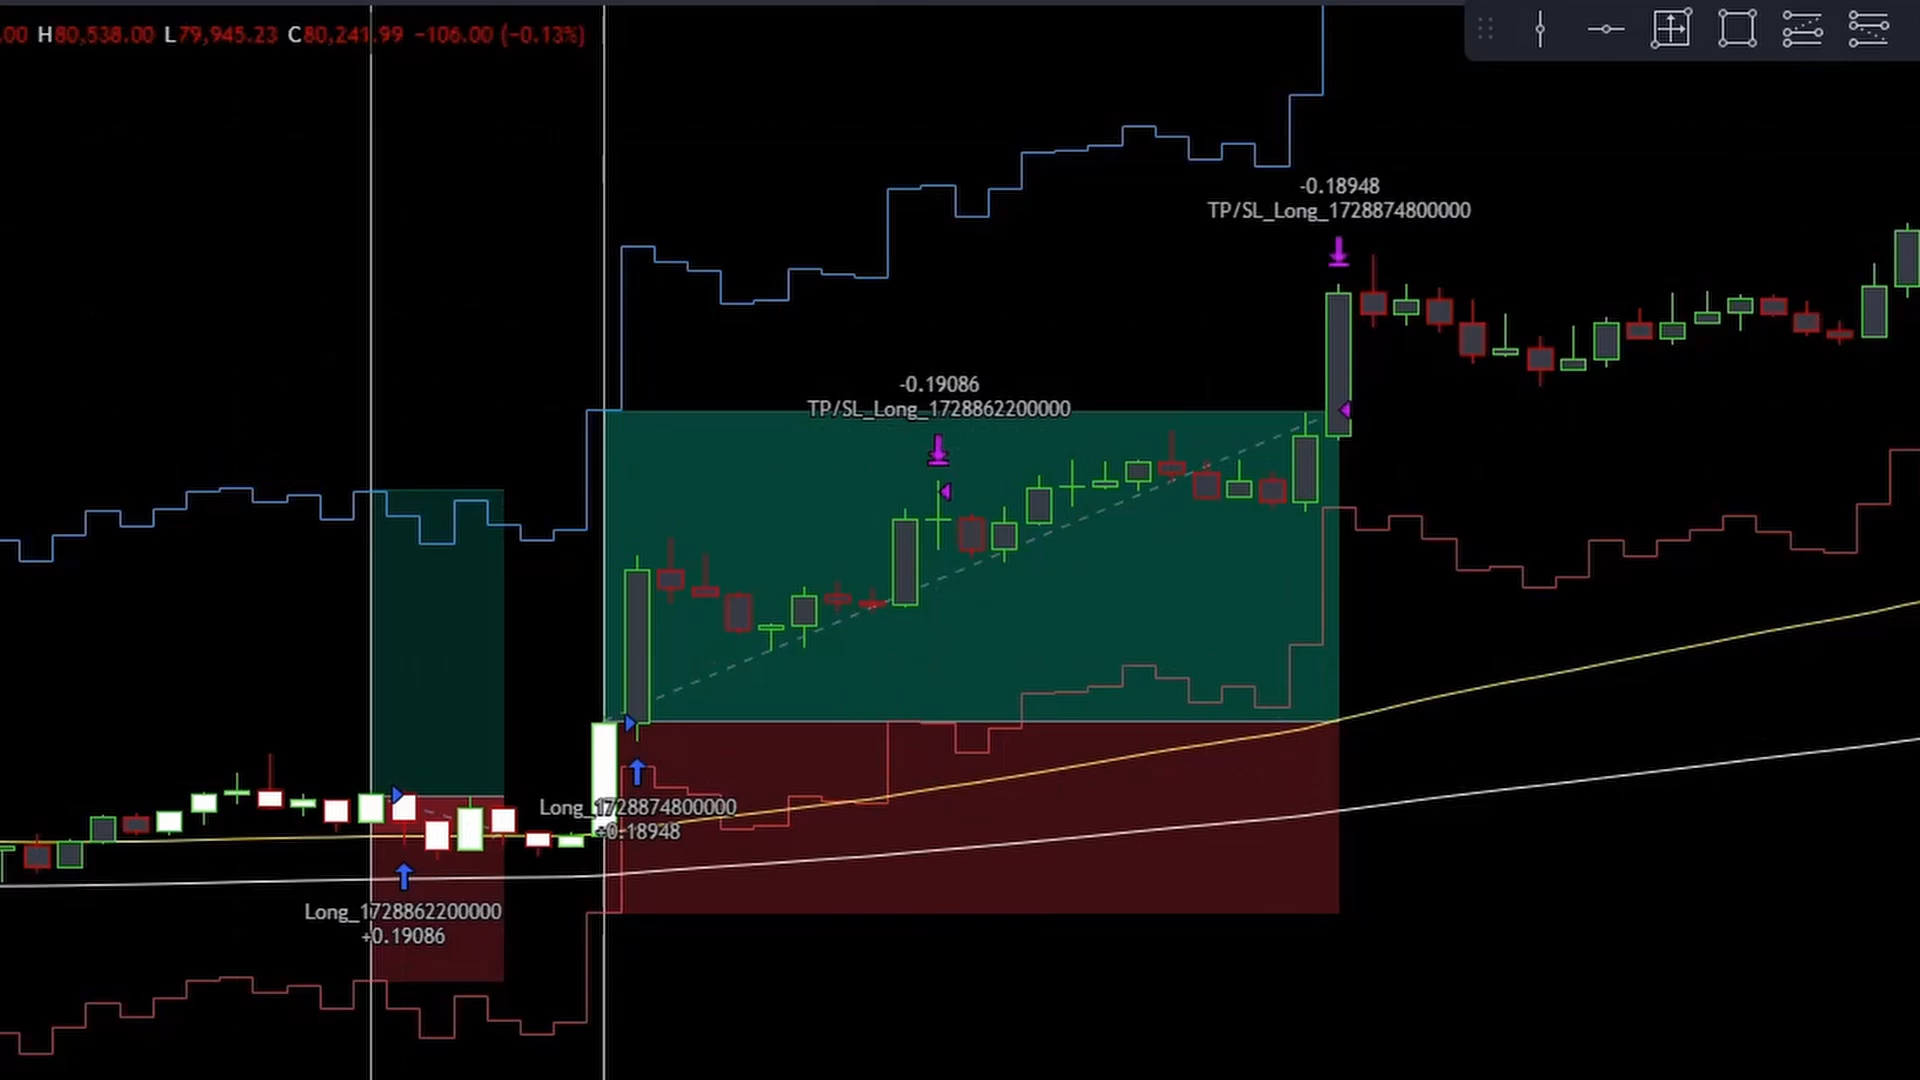 .00 H80,538.00 L79,945.23 C80,241.99 −106.00 (−0.13%)
-0.18948
TP/SL_Long_1728874800000
-0.19086
TP/SL_Long_1728862200000
Long_1728874800000
+0.18948
Long_1728862200000
+0.19086